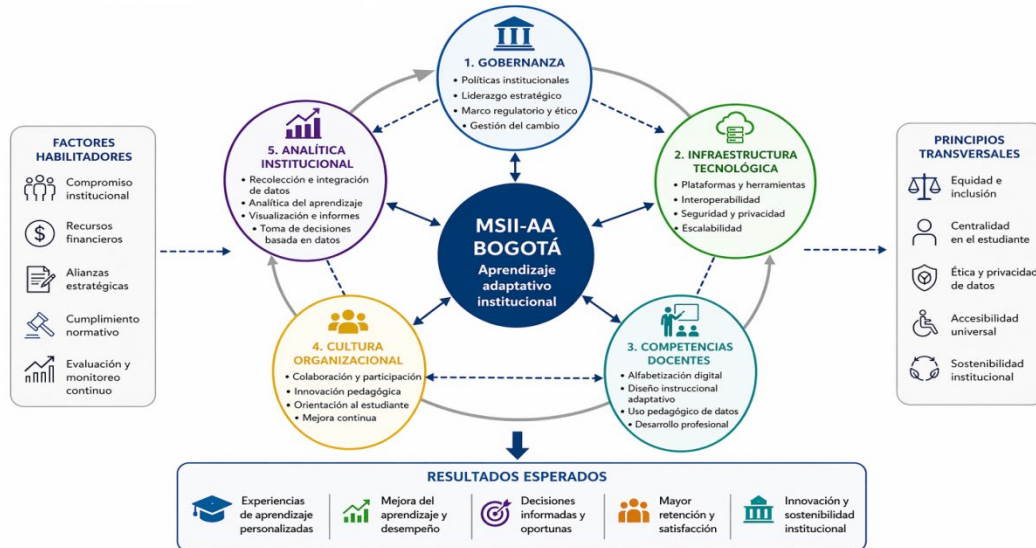 1. GOBERNANZA
• Políticas institucionales
• Liderazgo estratégico
• Marco regulatorio y ético
• Gestión del cambio
FACTORES
HABILITADORES
Compromiso
institucional
Recursos
financieros
Alianzas
estratégicas
Cumplimiento
normativo
Evaluación y
monitoreo
continuo
5. ANALÍTICA
INSTITUCIONAL
• Recolección e integración
de datos
• Analítica del aprendizaje
• Visualización e informes
• Toma de decisiones
basada en datos
MSII-AA
BOGOTÁ
Aprendizaje
adaptativo
institucional
2. INFRAESTRUCTURA
TECNOLÓGICA
• Plataformas y herramientas
• Interoperabilidad
• Seguridad y privacidad
• Escalabilidad
PRINCIPIOS
TRANSVERSALES
Equidad e
inclusión
Centralidad
en el estudiante
Ética y privacidad
de datos
Accesibilidad
universal
Sostenibilidad
institucional
4. CULTURA
ORGANIZACIONAL
• Colaboración y participación
• Innovación pedagógica
• Orientación al estudiante
• Mejora continua
3. COMPETENCIAS
DOCENTES
• Alfabetización digital
• Diseño instruccional
adaptativo
• Uso pedagógico de datos
• Desarrollo profesional
RESULTADOS ESPERADOS
Experiencias
de aprendizaje
personalizadas
Mejora del
aprendizaje y
desempeño
Decisiones
informadas y
oportunas
Mayor
retención y
satisfacción
Innovación y
sostenibilidad
institucional